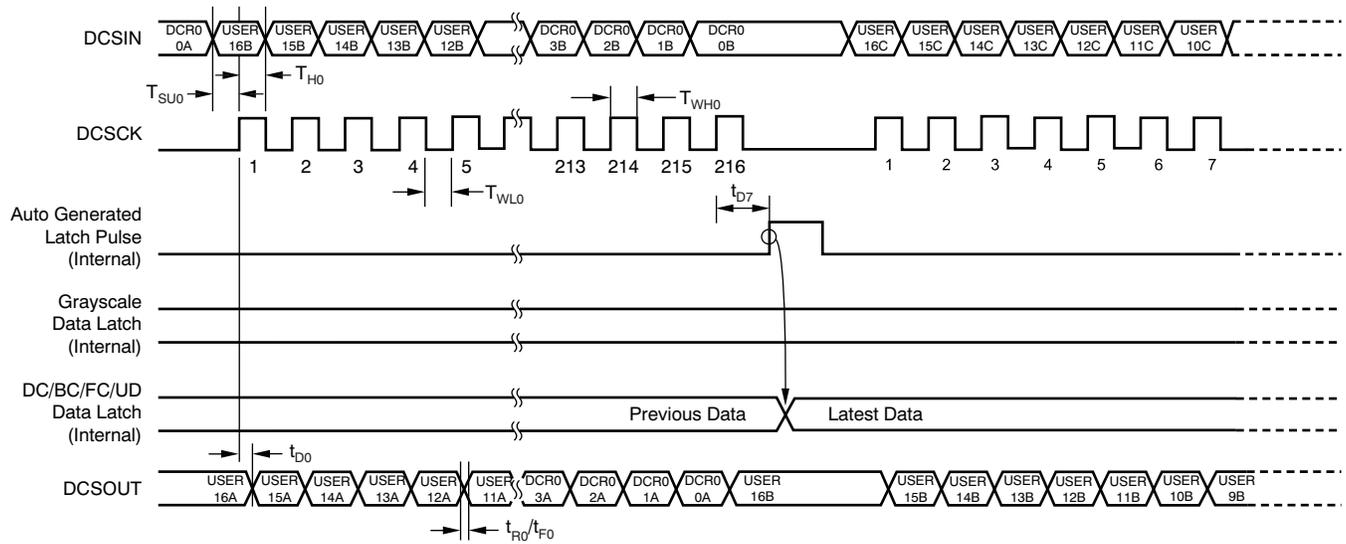 DCSIN
DCR0 0A
USER 16B
USER 15B
USER 14B
USER 13B
USER 12B
DCR0 3B
DCR0 2B
DCR0 1B
DCR0 0B
USER 16C
USER 15C
USER 14C
USER 13C
USER 12C
USER 11C
USER 10C
TH0
TSU0
TWH0
DCSCK
1 2 3 4 5 213 214 215 216 1 2 3 4 5 6 7
TWL0
tD7
Auto Generated
Latch Pulse
(Internal)
Grayscale
Data Latch
(Internal)
DC/BC/FC/UD
Data Latch
(Internal)
Previous Data
Latest Data
tD0
DCSOUT
USER 16A
USER 15A
USER 14A
USER 13A
USER 12A
USER 11A
DCR0 3A
DCR0 2A
DCR0 1A
DCR0 0A
USER 16B
USER 15B
USER 14B
USER 13B
USER 12B
USER 11B
USER 10B
USER 9B
tR0/tF0